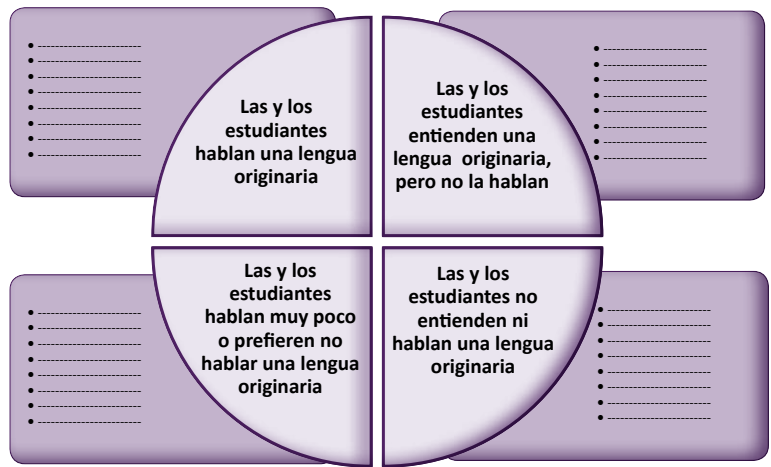 Las y los
estudiantes
hablan una lengua
originaria
Las y los
estudiantes
entienden una
lengua originaria,
pero no la hablan
Las y los
estudiantes
hablan muy poco
o prefieren no
hablar una lengua
originaria
Las y los
estudiantes no
entienden ni
hablan una lengua
originaria